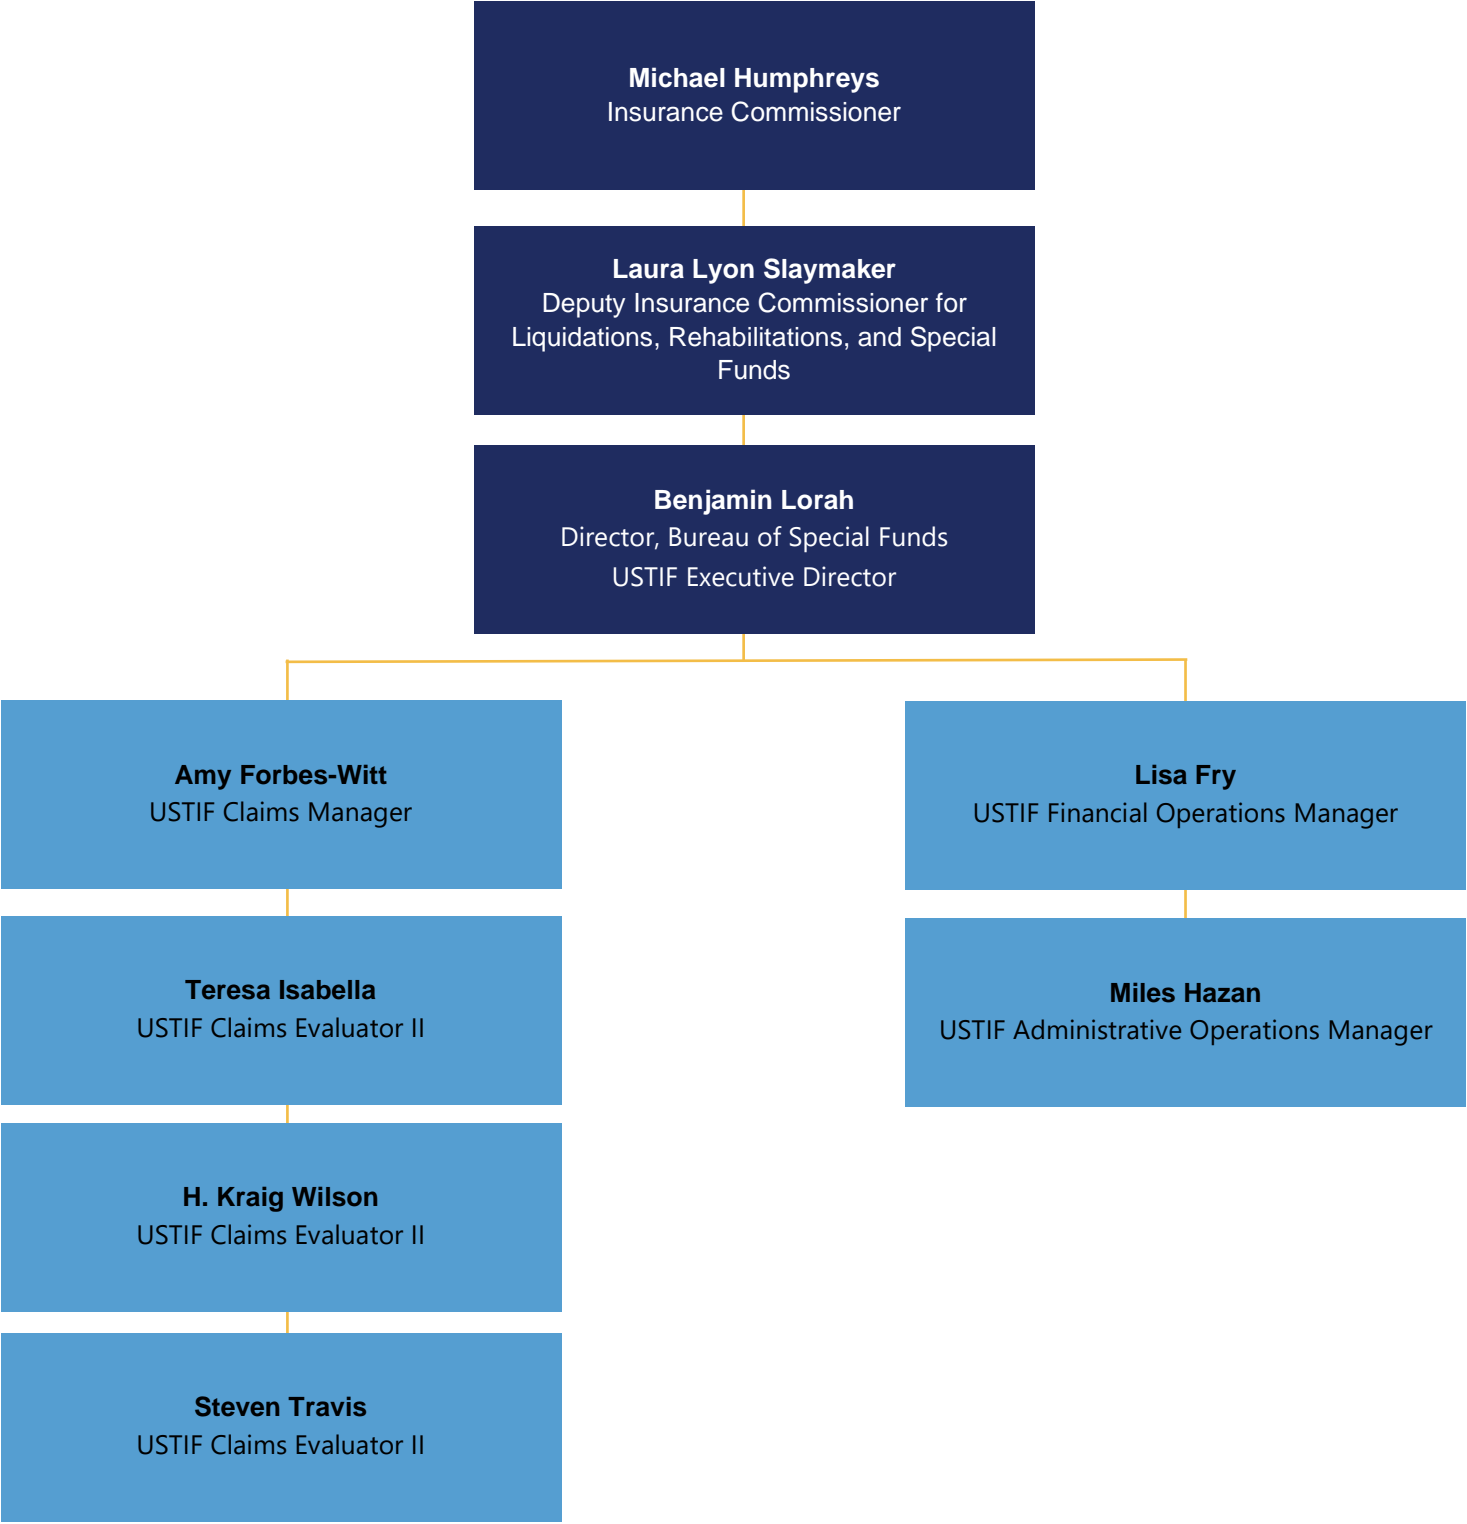 Michael Humphreys
Insurance Commissioner
Laura Lyon Slaymaker
Deputy Insurance Commissioner for
Liquidations, Rehabilitations, and Special
Funds
Benjamin Lorah
Director, Bureau of Special Funds
USTIF Executive Director
Amy Forbes-Witt
USTIF Claims Manager
Teresa Isabella
USTIF Claims Evaluator II
H. Kraig Wilson
USTIF Claims Evaluator II
Steven Travis
USTIF Claims Evaluator II
Lisa Fry
USTIF Financial Operations Manager
Miles Hazan
USTIF Administrative Operations Manager